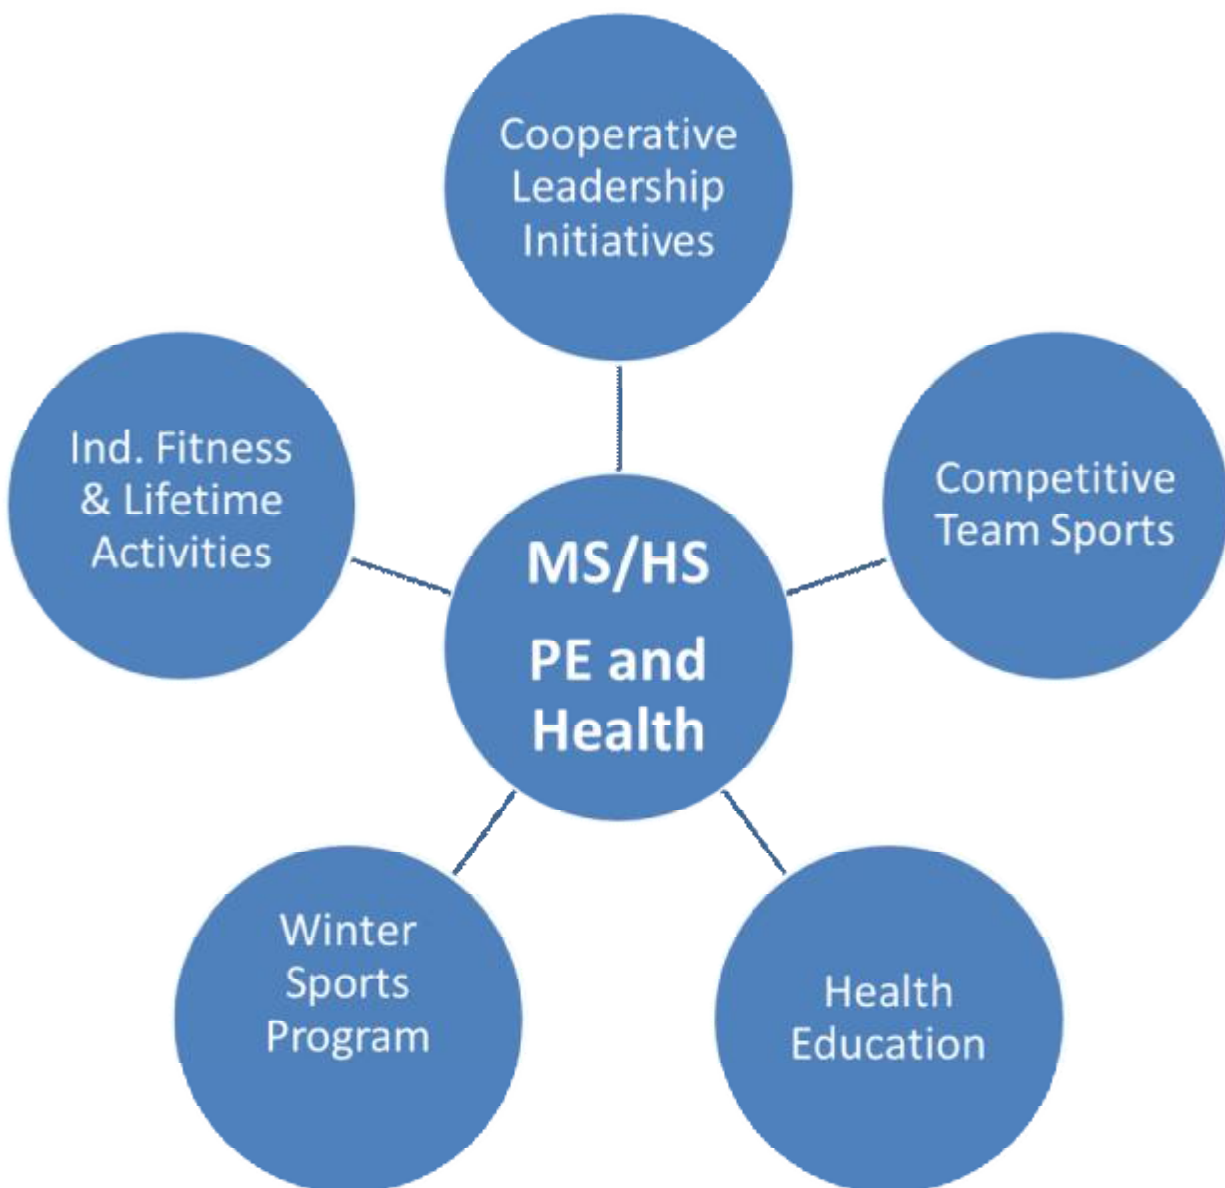 Cooperative
Leadership
Initiatives
Ind. Fitness
& Lifetime
Activities
Competitive
Team Sports
MS/HS
PE and
Health
Winter
Sports
Program
Health
Education